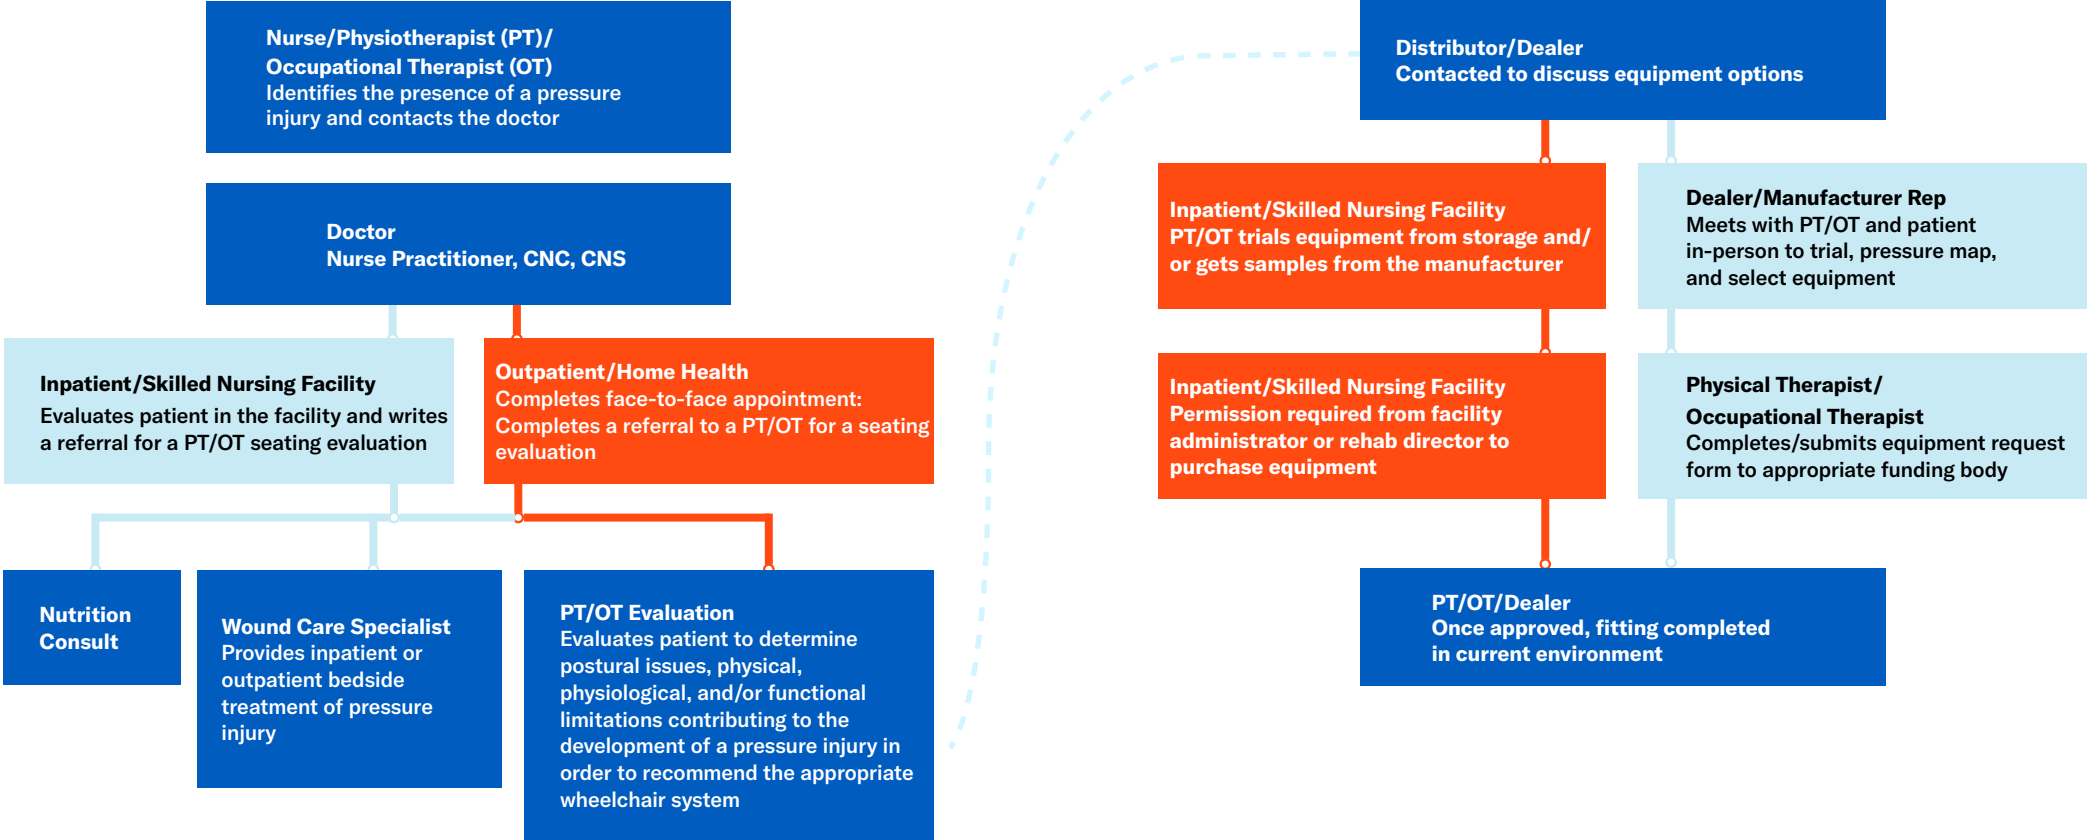 Nurse/Physiotherapist (PT)/
Occupational Therapist (OT)
Identifies the presence of a pressure
injury and contacts the doctor
Doctor
Nurse Practitioner, CNC, CNS
Inpatient/Skilled Nursing Facility
Evaluates patient in the facility and writes
a referral for a PT/OT seating evaluation
Outpatient/Home Health
Completes face-to-face appointment:
Completes a referral to a PT/OT for a seating
evaluation
Nutrition
Consult
Wound Care Specialist
Provides inpatient or
outpatient bedside
treatment of pressure
injury
PT/OT Evaluation
Evaluates patient to determine
postural issues, physical,
physiological, and/or functional
limitations contributing to the
development of a pressure injury in
order to recommend the appropriate
wheelchair system
Distributor/Dealer
Contacted to discuss equipment options
Inpatient/Skilled Nursing Facility
PT/OT trials equipment from storage and/
or gets samples from the manufacturer
Dealer/Manufacturer Rep
Meets with PT/OT and patient
in-person to trial, pressure map,
and select equipment
Inpatient/Skilled Nursing Facility
Permission required from facility
administrator or rehab director to
purchase equipment
Physical Therapist/
Occupational Therapist
Completes/submits equipment request
form to appropriate funding body
PT/OT/Dealer
Once approved, fitting completed
in current environment